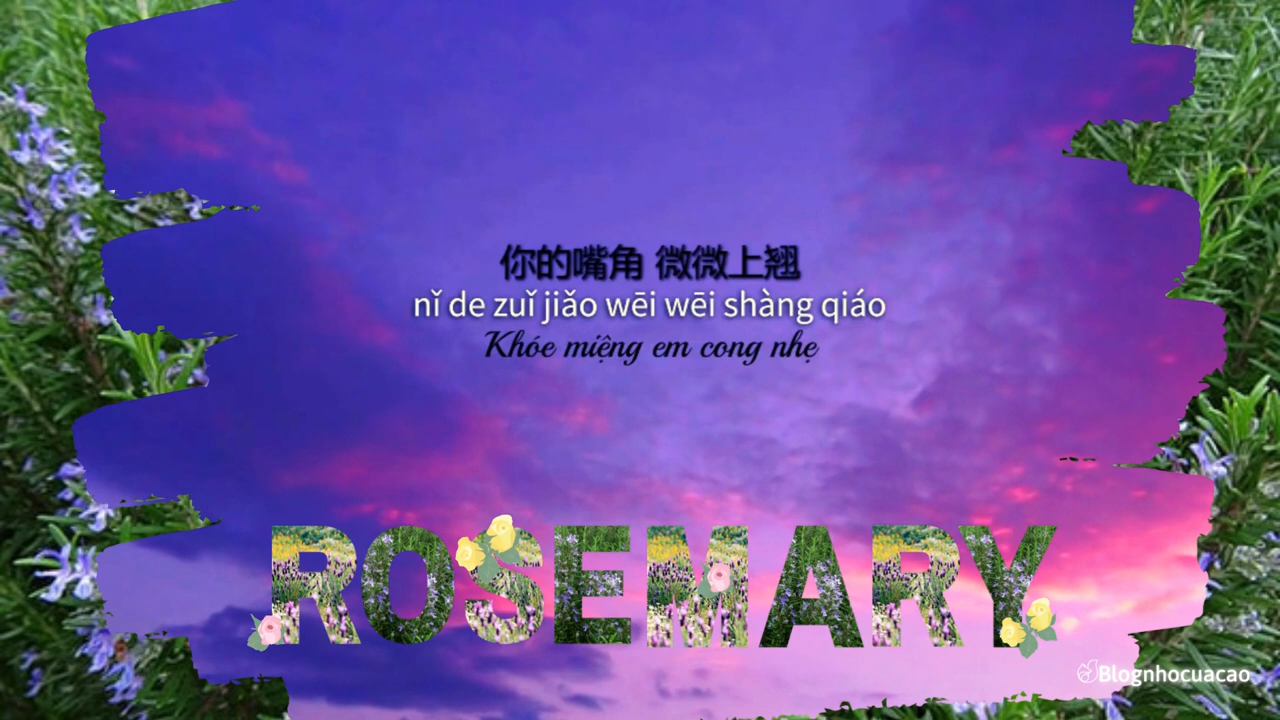 你的嘴角 微微上翘
nǐ de zuǐ jiǎo wēi wēi shàng qiáo
Khóe miệng em cong nhẹ
ROSEMARY
Blognhocuacao